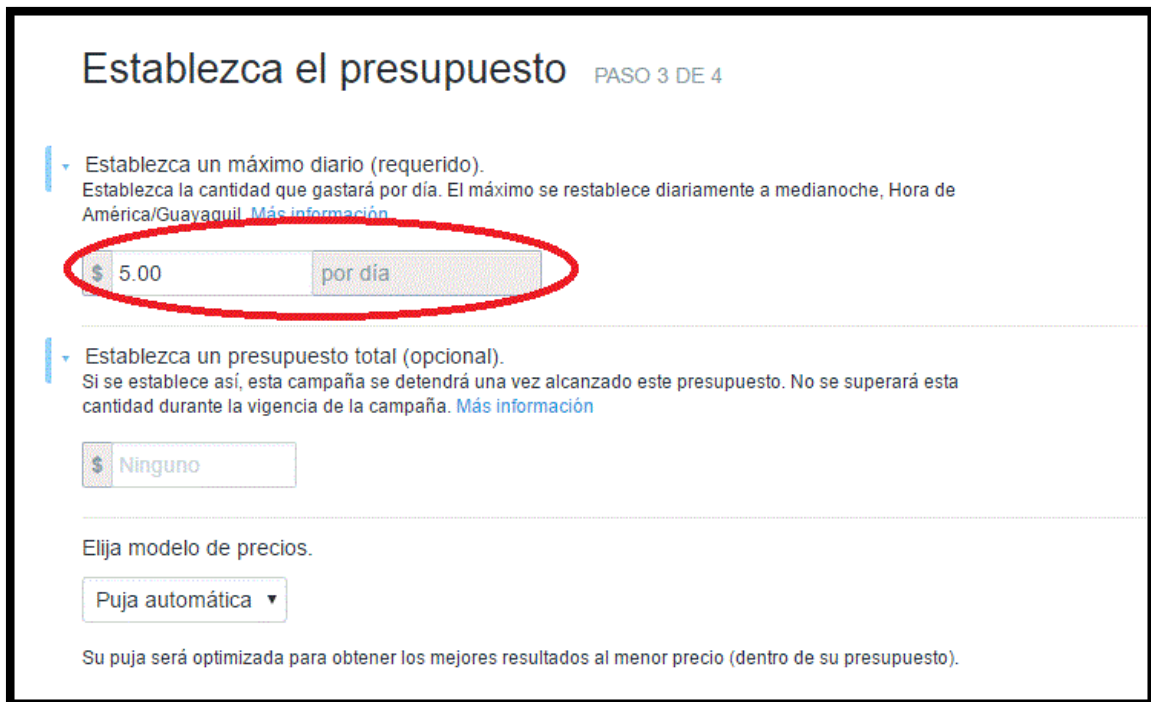 Establezca el presupuesto PASO 3 DE 4
Establezca un máximo diario (requerido).
Establezca la cantidad que gastará por día. El máximo se restablece diariamente a medianoche, Hora de
América/Guayaquil. Más información
$ 5.00 por día
Establezca un presupuesto total (opcional).
Si se establece así, esta campaña se detendrá una vez alcanzado este presupuesto. No se superará esta
cantidad durante la vigencia de la campaña. Más información
$ Ninguno
Elija modelo de precios.
Puja automática
Su puja será optimizada para obtener los mejores resultados al menor precio (dentro de su presupuesto).